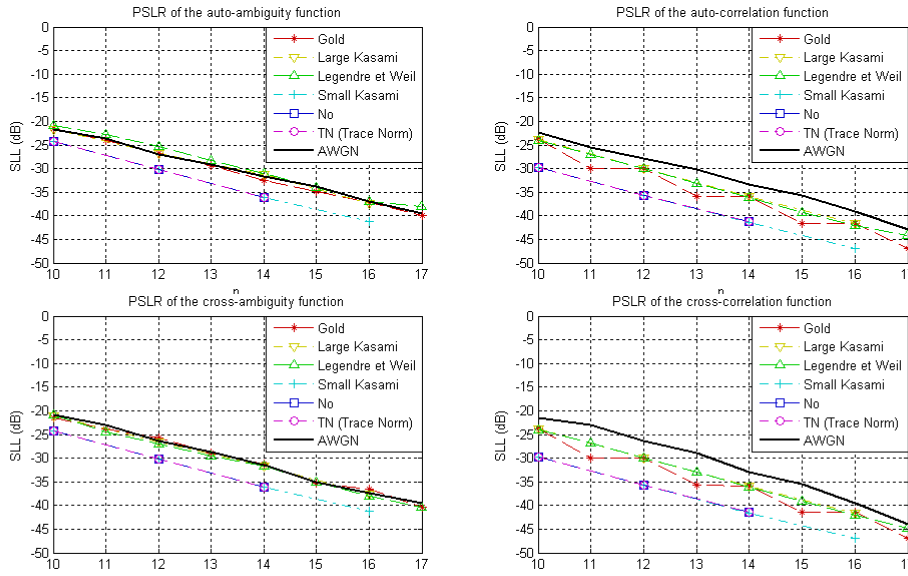 PSLR of the auto-ambiguity function
0
-5
-10
-15
-20
-25
-30
-35
-40
-45
-50
SLL (dB)
10 11 12 13 14 15 16 17
n
Gold
Large Kasami
Legendre et Weil
Small Kasami
No
TN (Trace Norm)
AWGN
PSLR of the auto-correlation function
0
-5
-10
-15
-20
-25
-30
-35
-40
-45
-50
SLL (dB)
10 11 12 13 14 15 16 1
Gold
Large Kasami
Legendre et Weil
Small Kasami
No
TN (Trace Norm)
AWGN
PSLR of the cross-ambiguity function
0
-5
-10
-15
-20
-25
-30
-35
-40
-45
-50
SLL (dB)
10 11 12 13 14 15 16 17
Gold
Large Kasami
Legendre et Weil
Small Kasami
No
TN (Trace Norm)
AWGN
PSLR of the cross-correlation function
0
-5
-10
-15
-20
-25
-30
-35
-40
-45
-50
SLL (dB)
10 11 12 13 14 15 16 1
Gold
Large Kasami
Legendre et Weil
Small Kasami
No
TN (Trace Norm)
AWGN